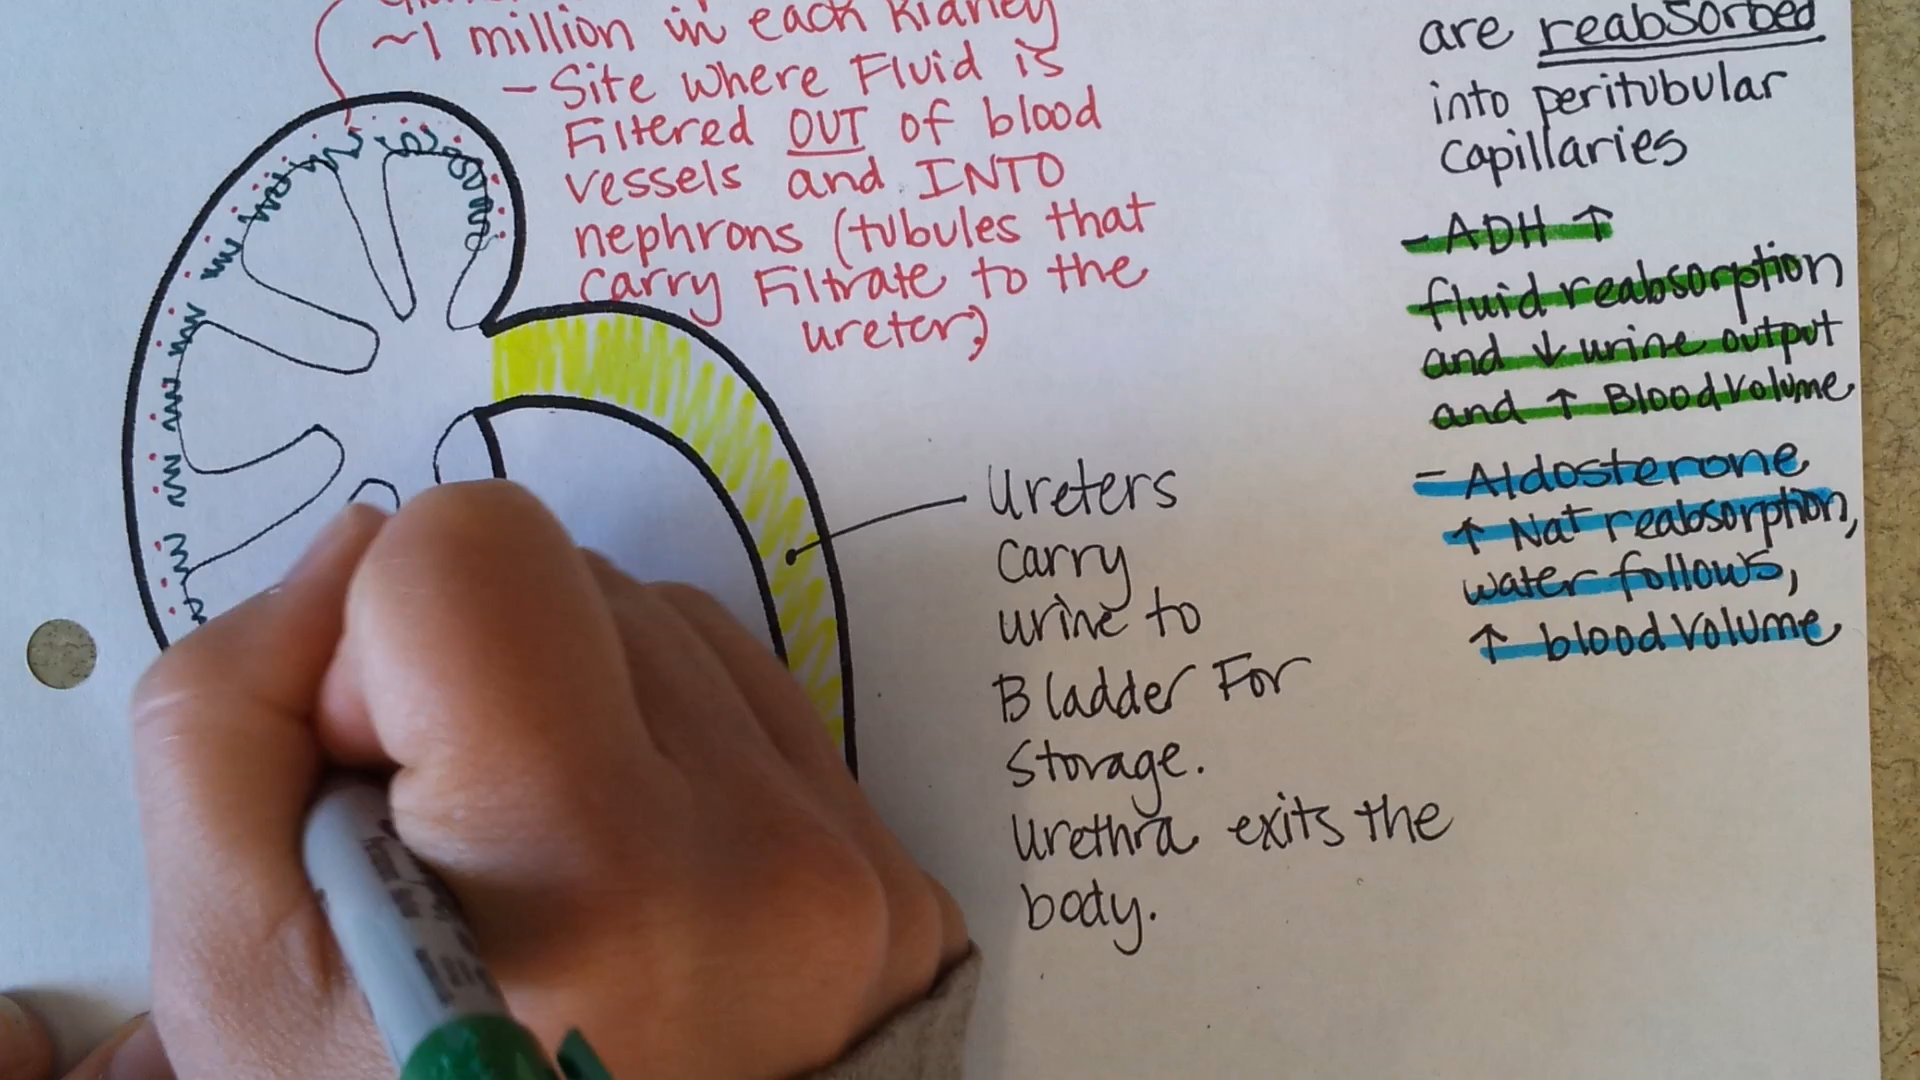 ~1 million in each kidney
- Site where Fluid is
Filtered OUT of blood
vessels and INTO
nephrons (tubules that
carry Filtrate to the
ureter)
are reabsorbed
into peritubular
capillaries
- ADH ↑
fluid reabsorption
and ↓ urine output
and ↑ Blood Volume
- Aldosterone
↑ Na+ reabsorption,
water follows,
↑ blood volume
Ureters
carry
urine to
Bladder For
Storage.
Urethra exits the
body.